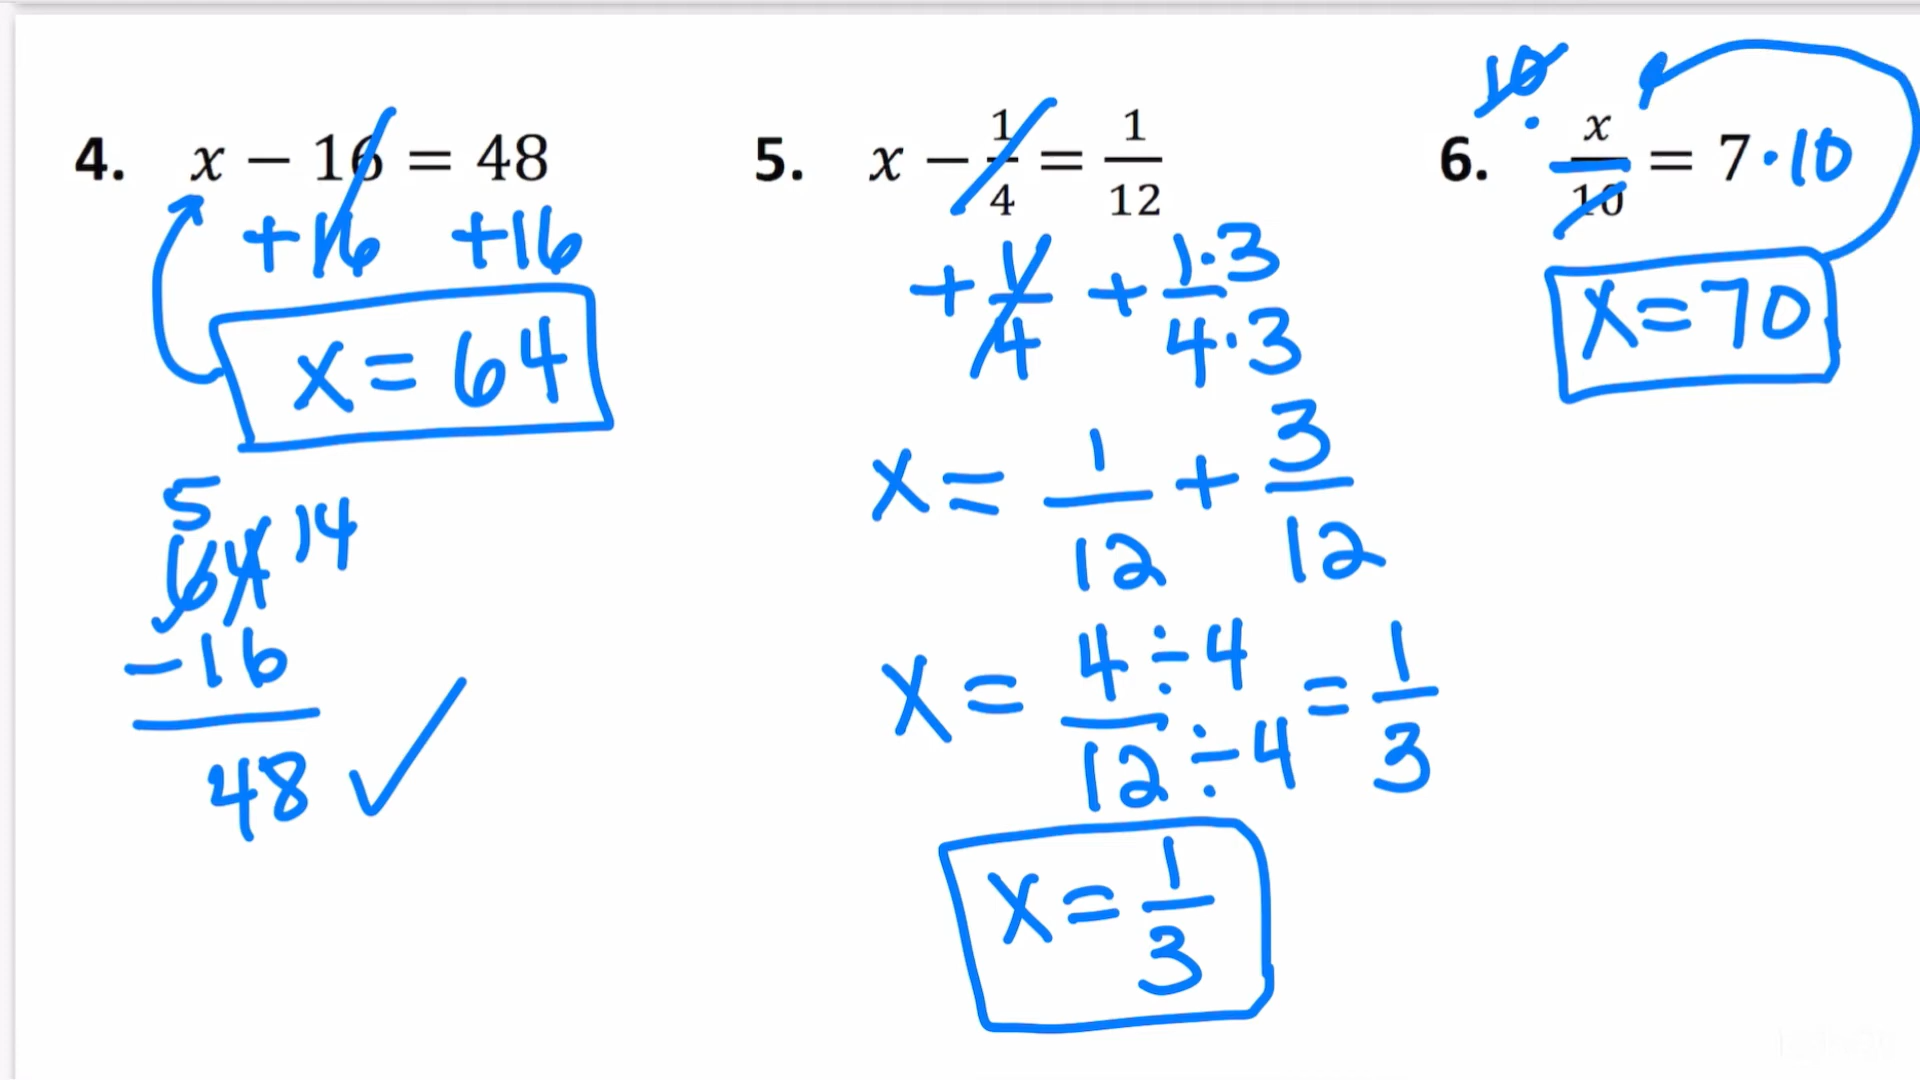 4. x − 16 = 48
+16 +16
x = 64
5 14
64
−16
48 ✓
5. x − 1/4 = 1/12
+ 1/4 + 1·3/4·3
x = 1/12 + 3/12
x = 4÷4/12÷4 = 1/3
x = 1/3
6. 10 · x/10 = 7 · 10
x = 70